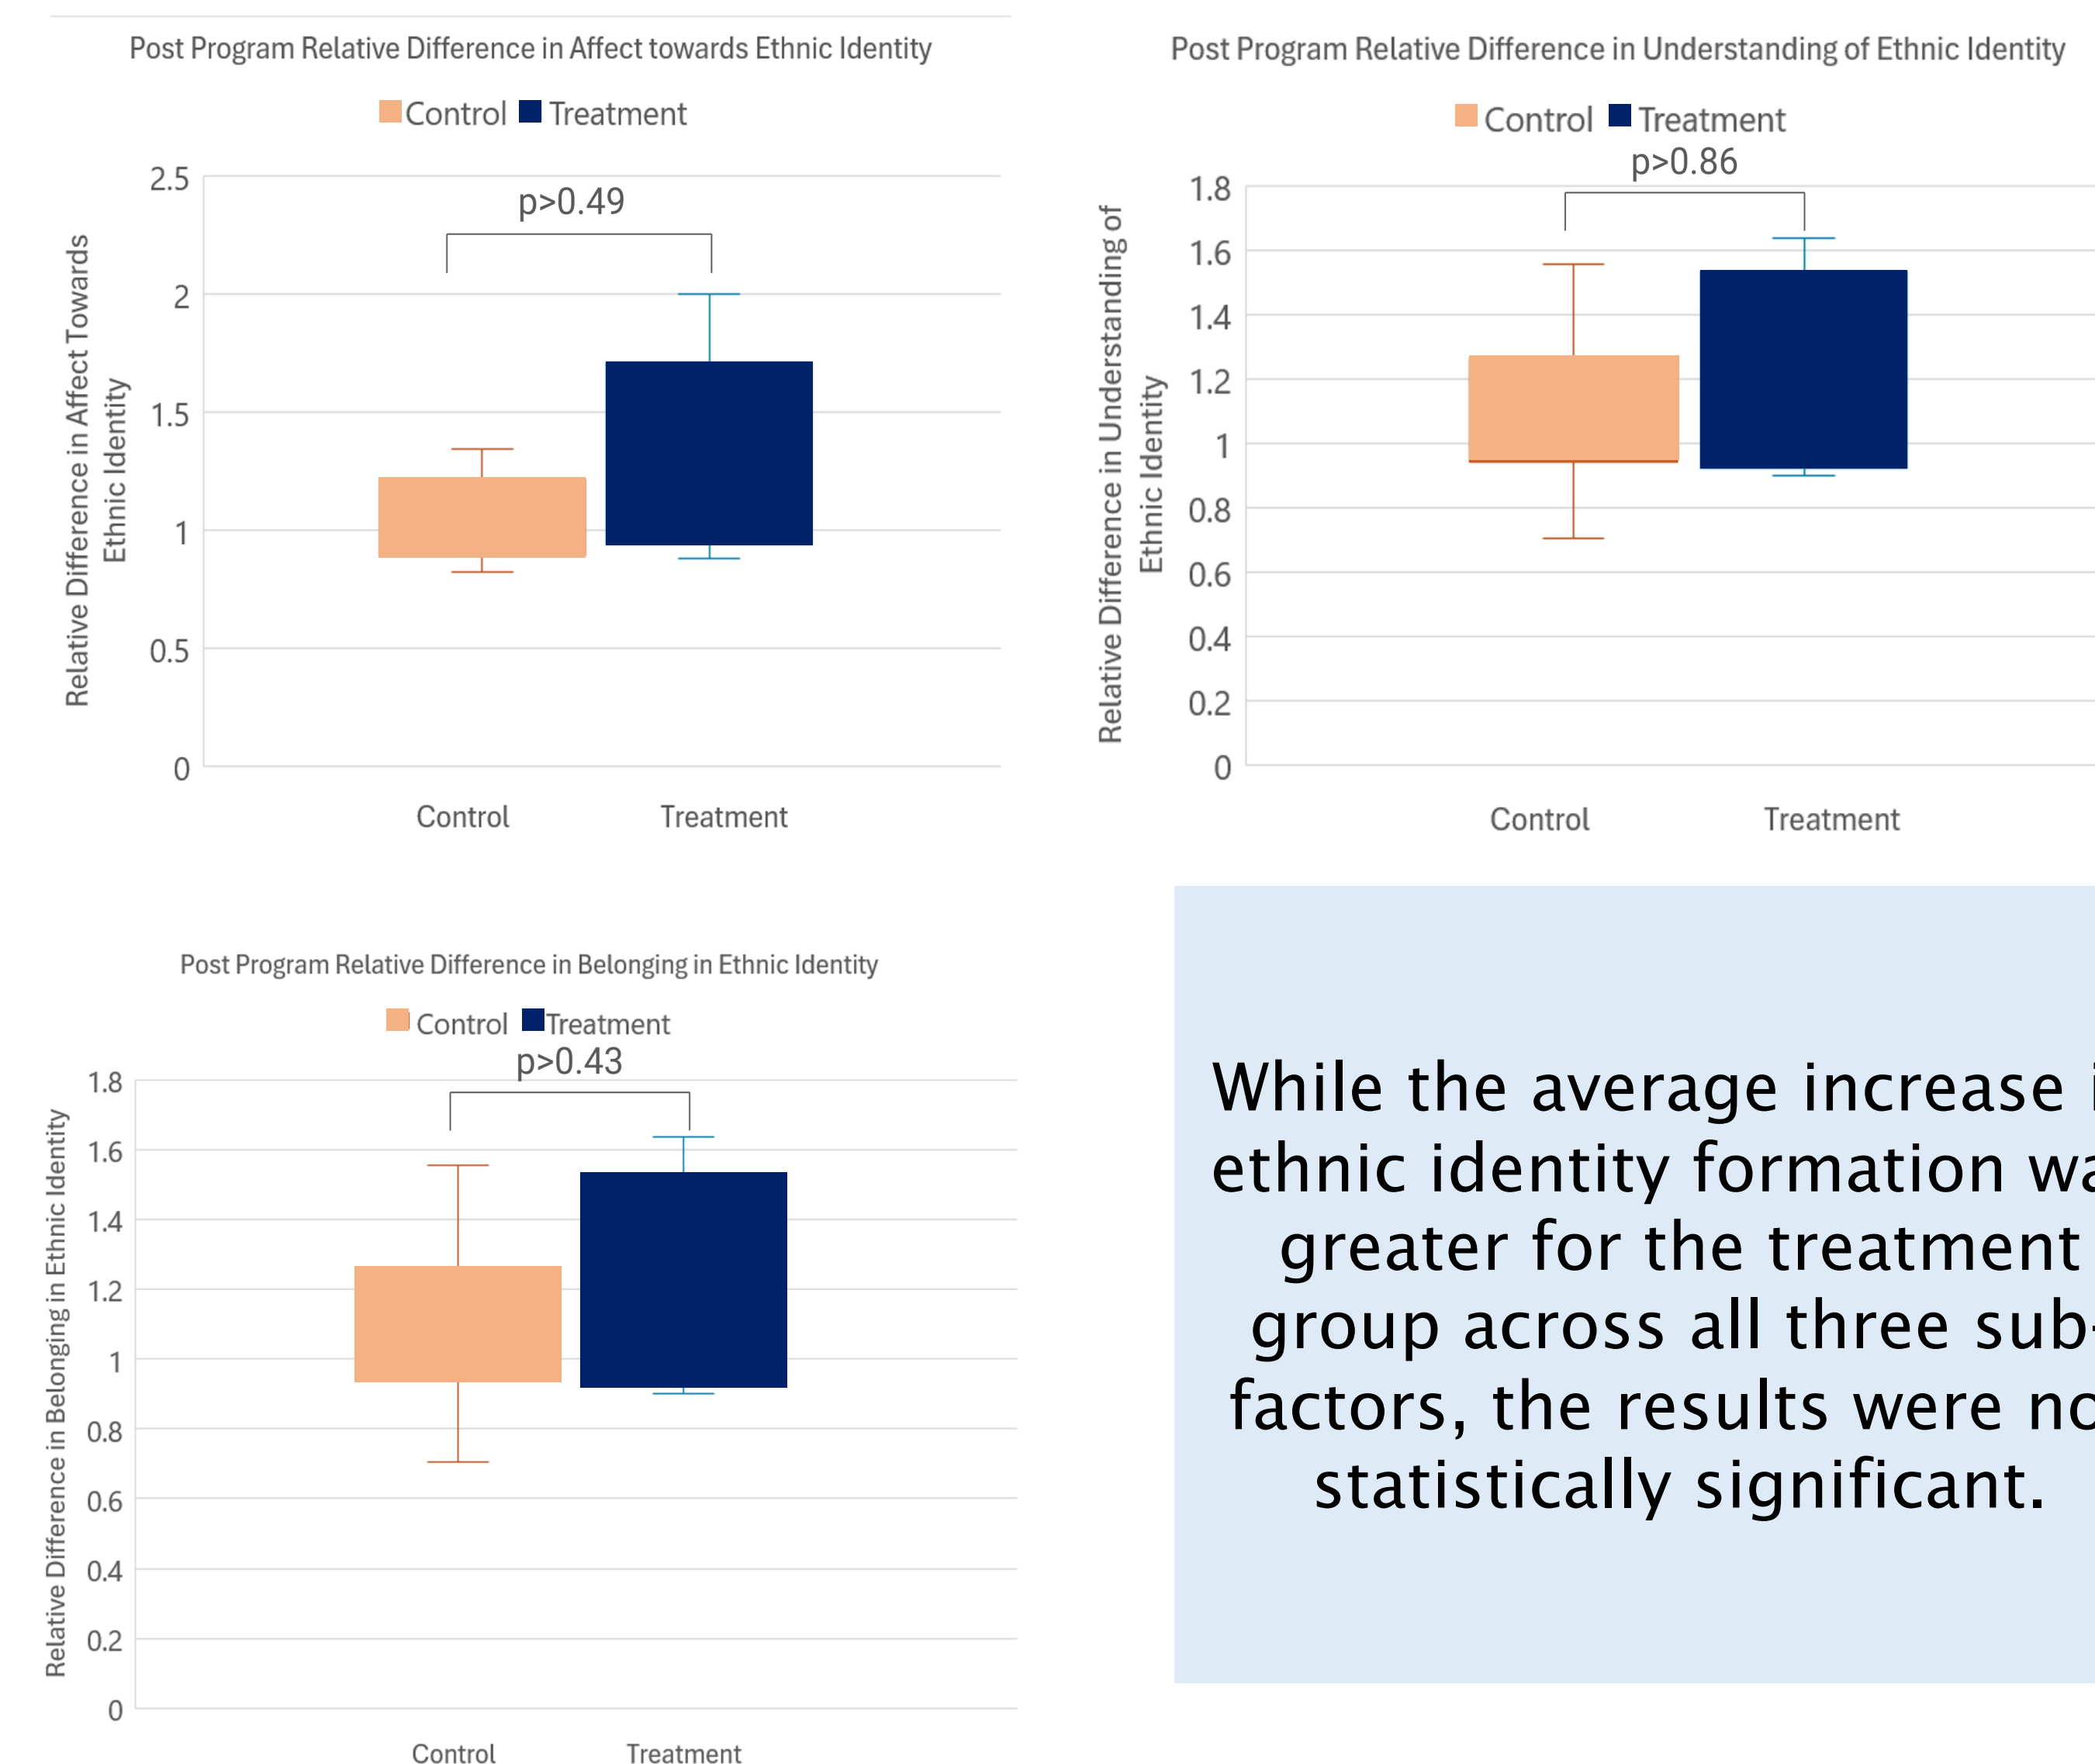 Post Program Relative Difference in Affect towards Ethnic Identity
Control Treatment
p>0.49
2.5
2
1.5
1
0.5
0
Relative Difference in Affect Towards
Ethnic Identity
Control Treatment
Post Program Relative Difference in Understanding of Ethnic Identity
Control Treatment
p>0.86
1.8
1.6
1.4
1.2
1
0.8
0.6
0.4
0.2
0
Relative Difference in Understanding of
Ethnic Identity
Control Treatment
Post Program Relative Difference in Belonging in Ethnic Identity
Control Treatment
p>0.43
1.8
1.6
1.4
1.2
1
0.8
0.6
0.4
0.2
0
Relative Difference in Belonging in Ethnic Identity
Control Treatment
While the average increase
ethnic identity formation
greater for the treatment
group across all three sub-
factors, the results were
statistically significant.